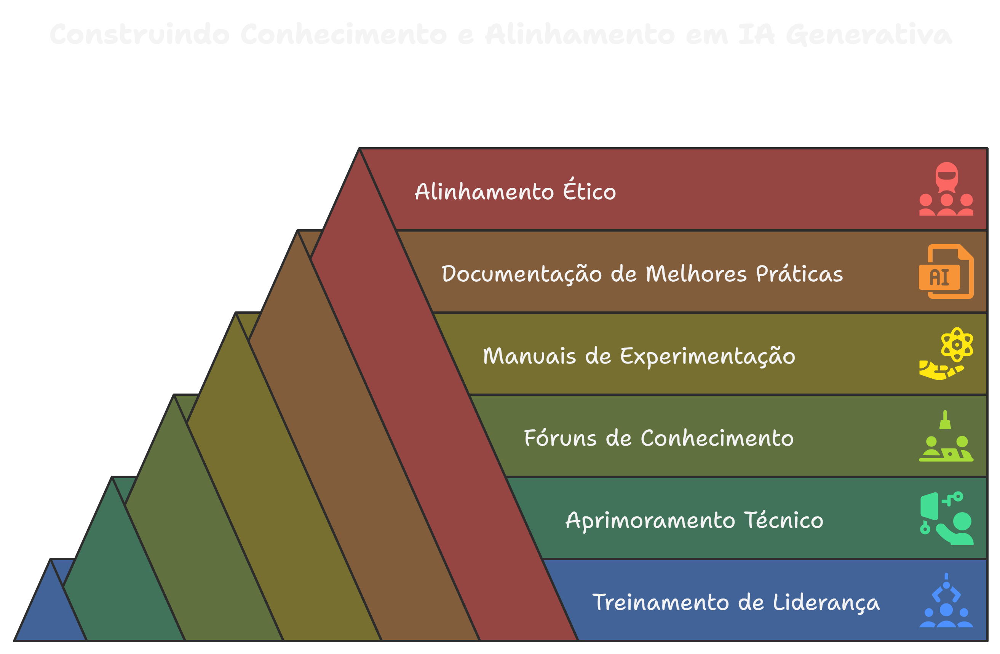 Construindo Conhecimento e Alinhamento em IA Generativa
Alinhamento Ético
Documentação de Melhores Práticas
AI
Manuais de Experimentação
Fóruns de Conhecimento
Aprimoramento Técnico
Treinamento de Liderança